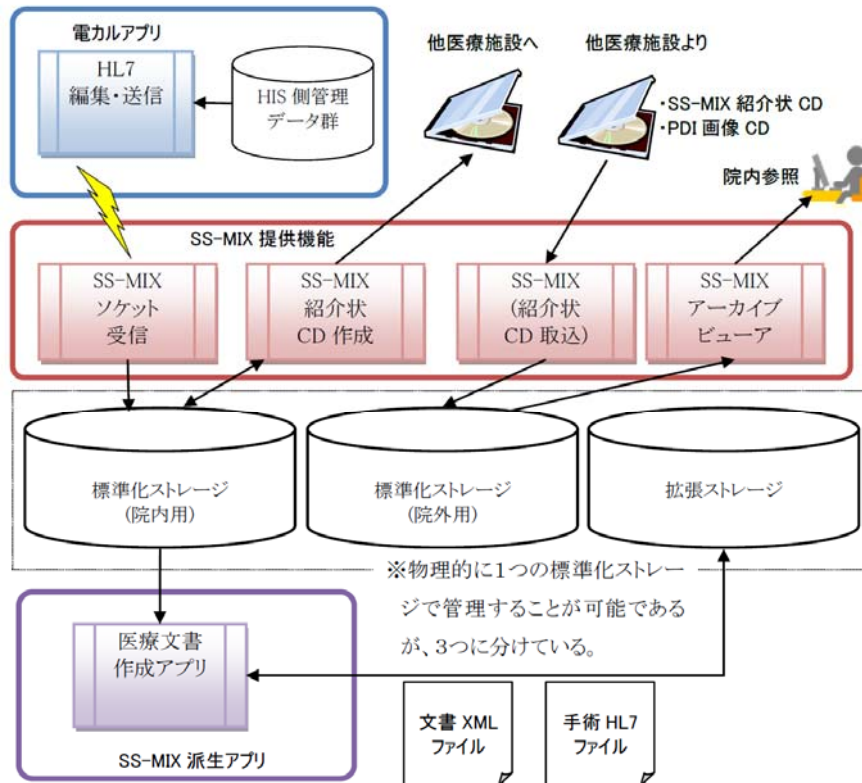 電カルアプリ
HL7
編集・送信
HIS 側管理
データ群
他医療施設へ
他医療施設より
・SS-MIX 紹介状 CD
・PDI 画像 CD
院内参照
SS-MIX 提供機能
SS-MIX
ソケット
受信
SS-MIX
紹介状
CD 作成
SS-MIX
(紹介状
CD 取込)
SS-MIX
アーカイブ
ビューア
標準化ストレージ
(院内用)
標準化ストレージ
(院外用)
拡張ストレージ
※物理的に1つの標準化ストレー
ジで管理することが可能である
が、3つに分けている。
医療文書
作成アプリ
SS-MIX 派生アプリ
文書 XML
ファイル
手術 HL7
ファイル